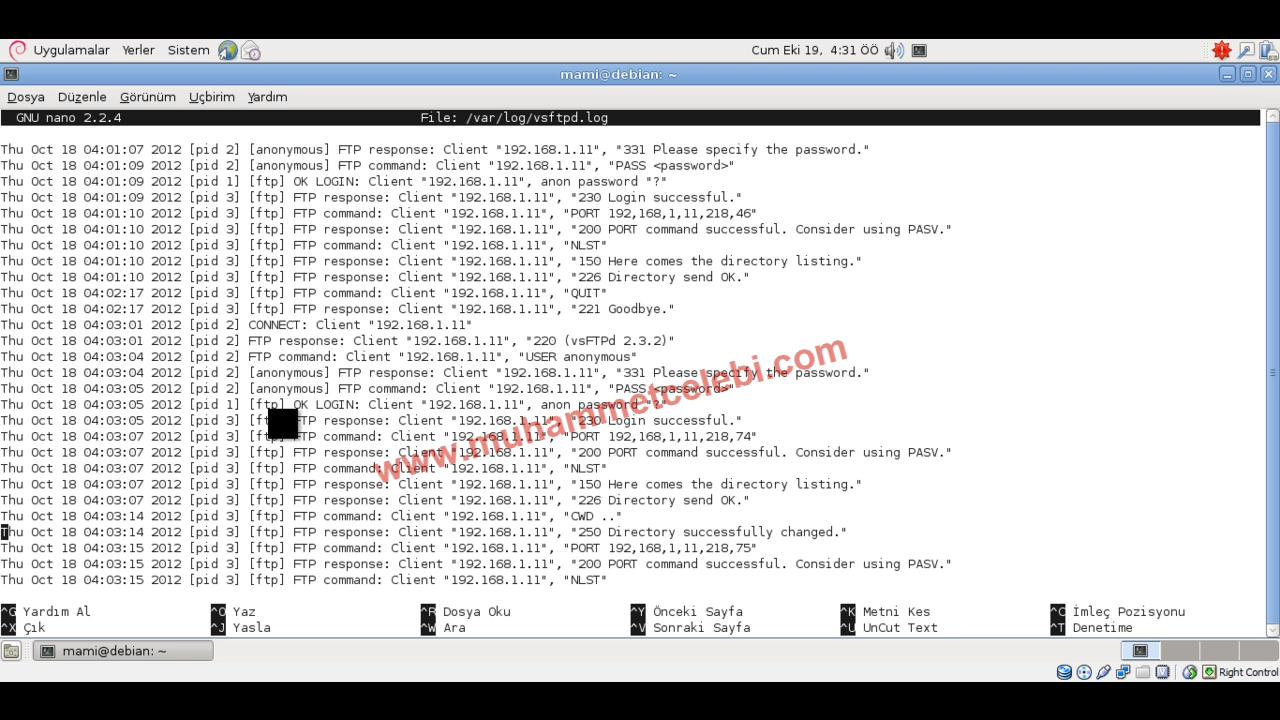 Uygulamalar Yerler Sistem Cum Eki 19, 4:31 ÖÖ
mami@debian: ~
Dosya Düzenle Görünüm Uçbirim Yardım
GNU nano 2.2.4 File: /var/log/vsftpd.log
Thu Oct 18 04:01:07 2012 [pid 2] [anonymous] FTP response: Client "192.168.1.11", "331 Please specify the password."
Thu Oct 18 04:01:09 2012 [pid 2] [anonymous] FTP command: Client "192.168.1.11", "PASS <password>"
Thu Oct 18 04:01:09 2012 [pid 1] [ftp] OK LOGIN: Client "192.168.1.11", anon password "?"
Thu Oct 18 04:01:09 2012 [pid 3] [ftp] FTP response: Client "192.168.1.11", "230 Login successful."
Thu Oct 18 04:01:10 2012 [pid 3] [ftp] FTP command: Client "192.168.1.11", "PORT 192,168,1,11,218,46"
Thu Oct 18 04:01:10 2012 [pid 3] [ftp] FTP response: Client "192.168.1.11", "200 PORT command successful. Consider using PASV."
Thu Oct 18 04:01:10 2012 [pid 3] [ftp] FTP command: Client "192.168.1.11", "NLST"
Thu Oct 18 04:01:10 2012 [pid 3] [ftp] FTP response: Client "192.168.1.11", "150 Here comes the directory listing."
Thu Oct 18 04:01:10 2012 [pid 3] [ftp] FTP response: Client "192.168.1.11", "226 Directory send OK."
Thu Oct 18 04:02:17 2012 [pid 3] [ftp] FTP command: Client "192.168.1.11", "QUIT"
Thu Oct 18 04:02:17 2012 [pid 3] [ftp] FTP response: Client "192.168.1.11", "221 Goodbye."
Thu Oct 18 04:03:01 2012 [pid 2] CONNECT: Client "192.168.1.11"
Thu Oct 18 04:03:01 2012 [pid 2] FTP response: Client "192.168.1.11", "220 (vsFTPd 2.3.2)"
Thu Oct 18 04:03:04 2012 [pid 2] FTP command: Client "192.168.1.11", "USER anonymous"
Thu Oct 18 04:03:04 2012 [pid 2] [anonymous] FTP response: Client "192.168.1.11", "331 Please specify the password."
Thu Oct 18 04:03:05 2012 [pid 2] [anonymous] FTP command: Client "192.168.1.11", "PASS <password>"
Thu Oct 18 04:03:05 2012 [pid 1] [ftp] OK LOGIN: Client "192.168.1.11", anon password "?"
Thu Oct 18 04:03:05 2012 [pid 3] [ftp] FTP response: Client "192.168.1.11", "230 Login successful."
Thu Oct 18 04:03:07 2012 [pid 3] [ftp] FTP command: Client "192.168.1.11", "PORT 192,168,1,11,218,74"
Thu Oct 18 04:03:07 2012 [pid 3] [ftp] FTP response: Client "192.168.1.11", "200 PORT command successful. Consider using PASV."
Thu Oct 18 04:03:07 2012 [pid 3] [ftp] FTP command: Client "192.168.1.11", "NLST"
Thu Oct 18 04:03:07 2012 [pid 3] [ftp] FTP response: Client "192.168.1.11", "150 Here comes the directory listing."
Thu Oct 18 04:03:07 2012 [pid 3] [ftp] FTP response: Client "192.168.1.11", "226 Directory send OK."
Thu Oct 18 04:03:14 2012 [pid 3] [ftp] FTP command: Client "192.168.1.11", "CWD .."
Thu Oct 18 04:03:14 2012 [pid 3] [ftp] FTP response: Client "192.168.1.11", "250 Directory successfully changed."
Thu Oct 18 04:03:15 2012 [pid 3] [ftp] FTP command: Client "192.168.1.11", "PORT 192,168,1,11,218,75"
Thu Oct 18 04:03:15 2012 [pid 3] [ftp] FTP response: Client "192.168.1.11", "200 PORT command successful. Consider using PASV."
Thu Oct 18 04:03:15 2012 [pid 3] [ftp] FTP command: Client "192.168.1.11", "NLST"
www.muhammetcelebi.com
^G Yardım Al ^O Yaz ^R Dosya Oku ^Y Önceki Sayfa ^K Metni Kes ^C İmleç Pozisyonu
^X Çık ^J Yasla ^W Ara ^V Sonraki Sayfa ^U UnCut Text ^T Denetime
mami@debian: ~
Right Control